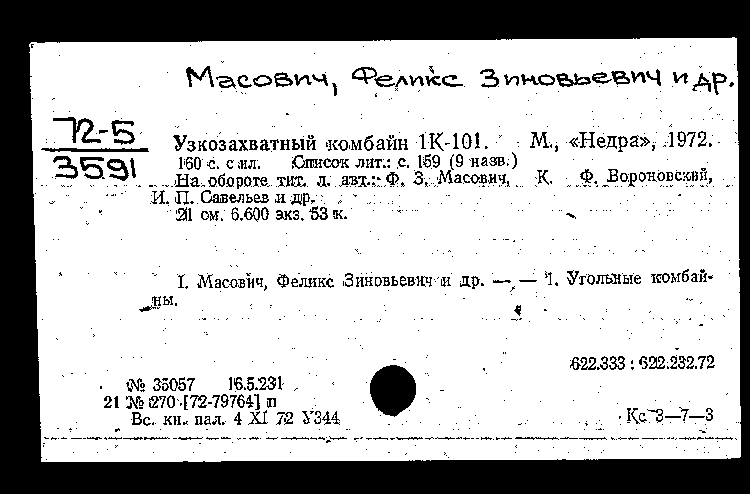 Масович, Феликс Зиновьевич и др.
72-5
3591
Узкозахватный комбайн 1К-101. М., «Недра», 1972.
160 с. с ил. Список лит.: с. 159 (9 назв.)
На обороте тит. л. авт.: Ф. З. Масович, К. Ф. Вороновский,
И. П. Савельев и др.
21 см. 6.600 экз. 53 к.
I. Масович, Феликс Зиновьевич и др. — — 1. Угольные комбай-
ны.
622.333 : 622.232.72
№ 35057 16.5.231
21 № 270 [72-79764] п
Вс. кн. пал. 4 XI 72 У344
Кс-3—7—3